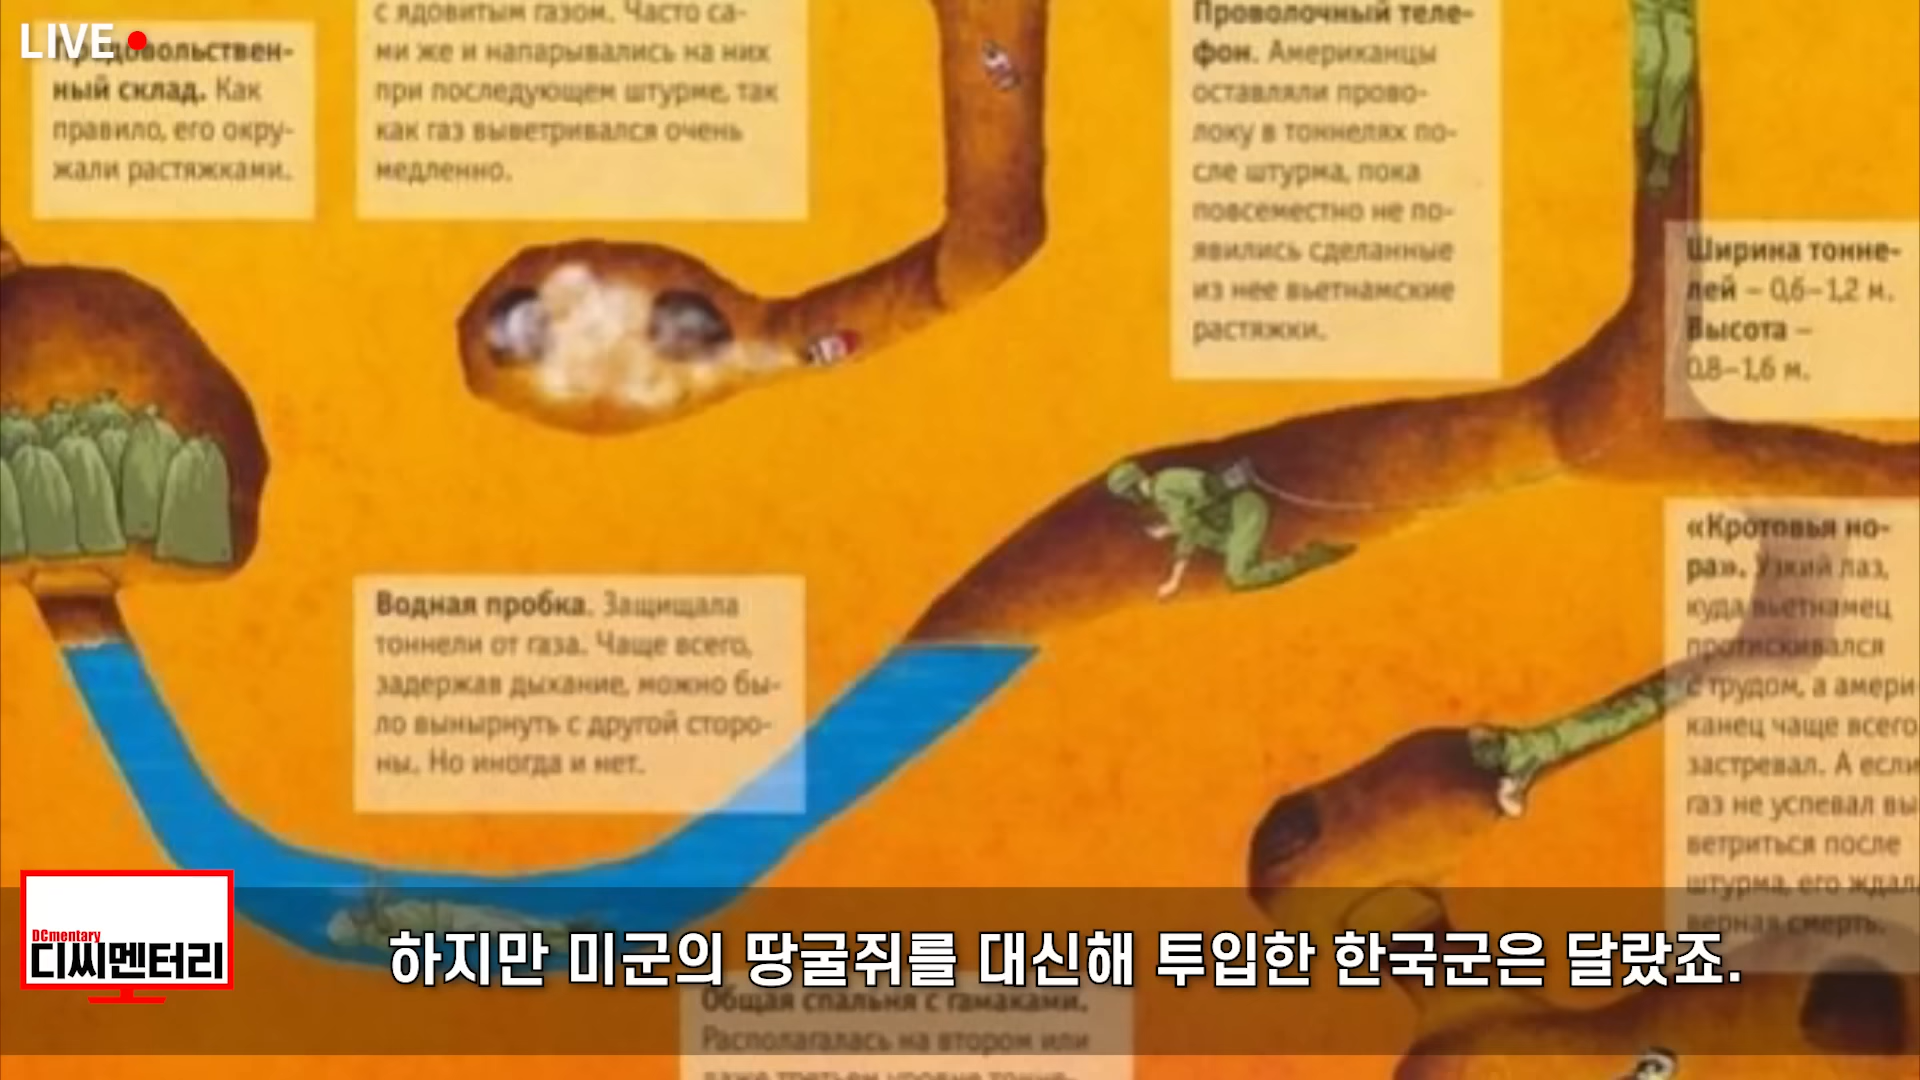 LIVE
Продовольствен-
ный склад. Как
правило, его окру-
жали растяжками.
с ядовитым газом. Часто са-
ми же и напарывались на них
при последующем штурме, так
как газ выветривался очень
медленно.
Проволочный теле-
фон. Американцы
оставляли прово-
локу в тоннелях по-
сле штурма, пока
повсеместно не по-
явились сделанные
из нее вьетнамские
растяжки.
Ширина тонне-
лей – 0,6–1,2 м.
Высота –
0,8–1,6 м.
Водная пробка. Защищала
тоннели от газа. Чаще всего,
задержав дыхание, можно бы-
ло вынырнуть с другой сторо-
ны. Но иногда и нет.
«Кротовья но-
ра». Узкий лаз,
куда вьетнамец
протискивался
с трудом, а амери-
канец чаще всего
застревал. А если
газ не успевал вы-
ветриться после
штурма, его ждала
верная смерть.
DCmentary
디씨멘터리
하지만 미군의 땅굴쥐를 대신해 투입한 한국군은 달랐죠.
Общая спальня с гамаками.
Располагалась на втором или
даже третьем уровне тонне-